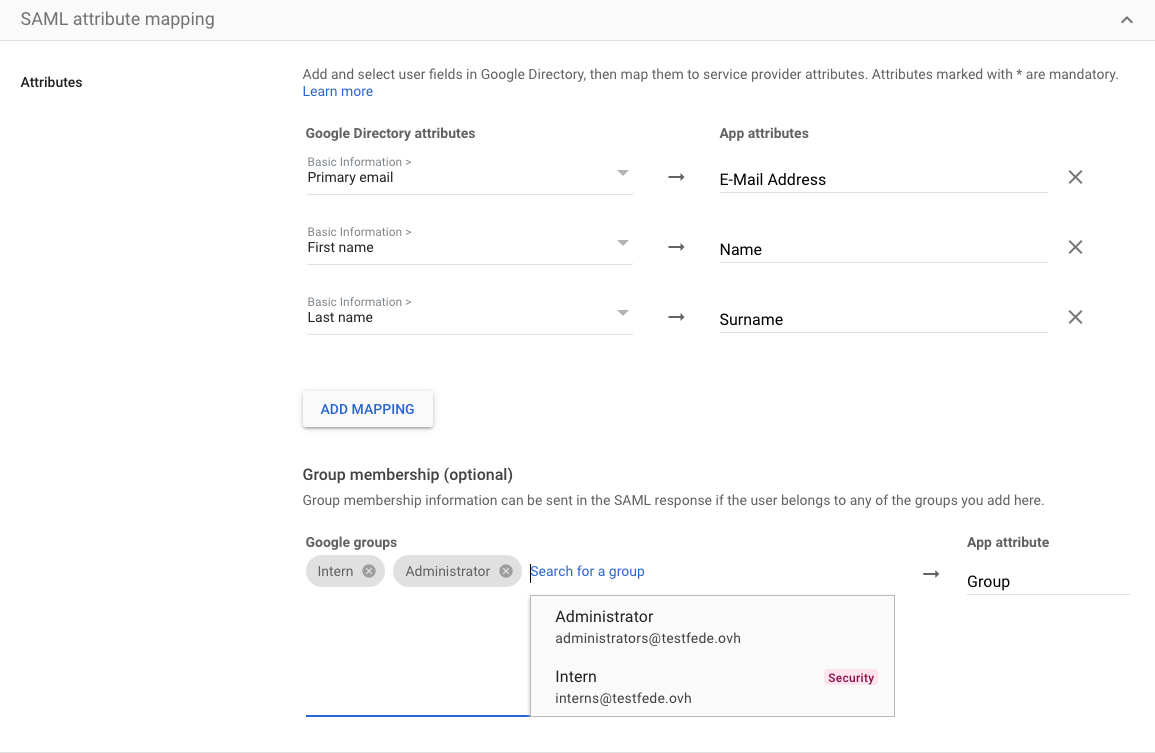 SAML attribute mapping
Attributes
Add and select user fields in Google Directory, then map them to service provider attributes. Attributes marked with * are mandatory.
Learn more
Google Directory attributes
App attributes
Basic Information >
Primary email
E-Mail Address
Basic Information >
First name
Name
Basic Information >
Last name
Surname
ADD MAPPING
Group membership (optional)
Group membership information can be sent in the SAML response if the user belongs to any of the groups you add here.
Google groups
App attribute
Intern
Administrator
Search for a group
Group
Administrator
administrators@testfede.ovh
Intern
Security
interns@testfede.ovh